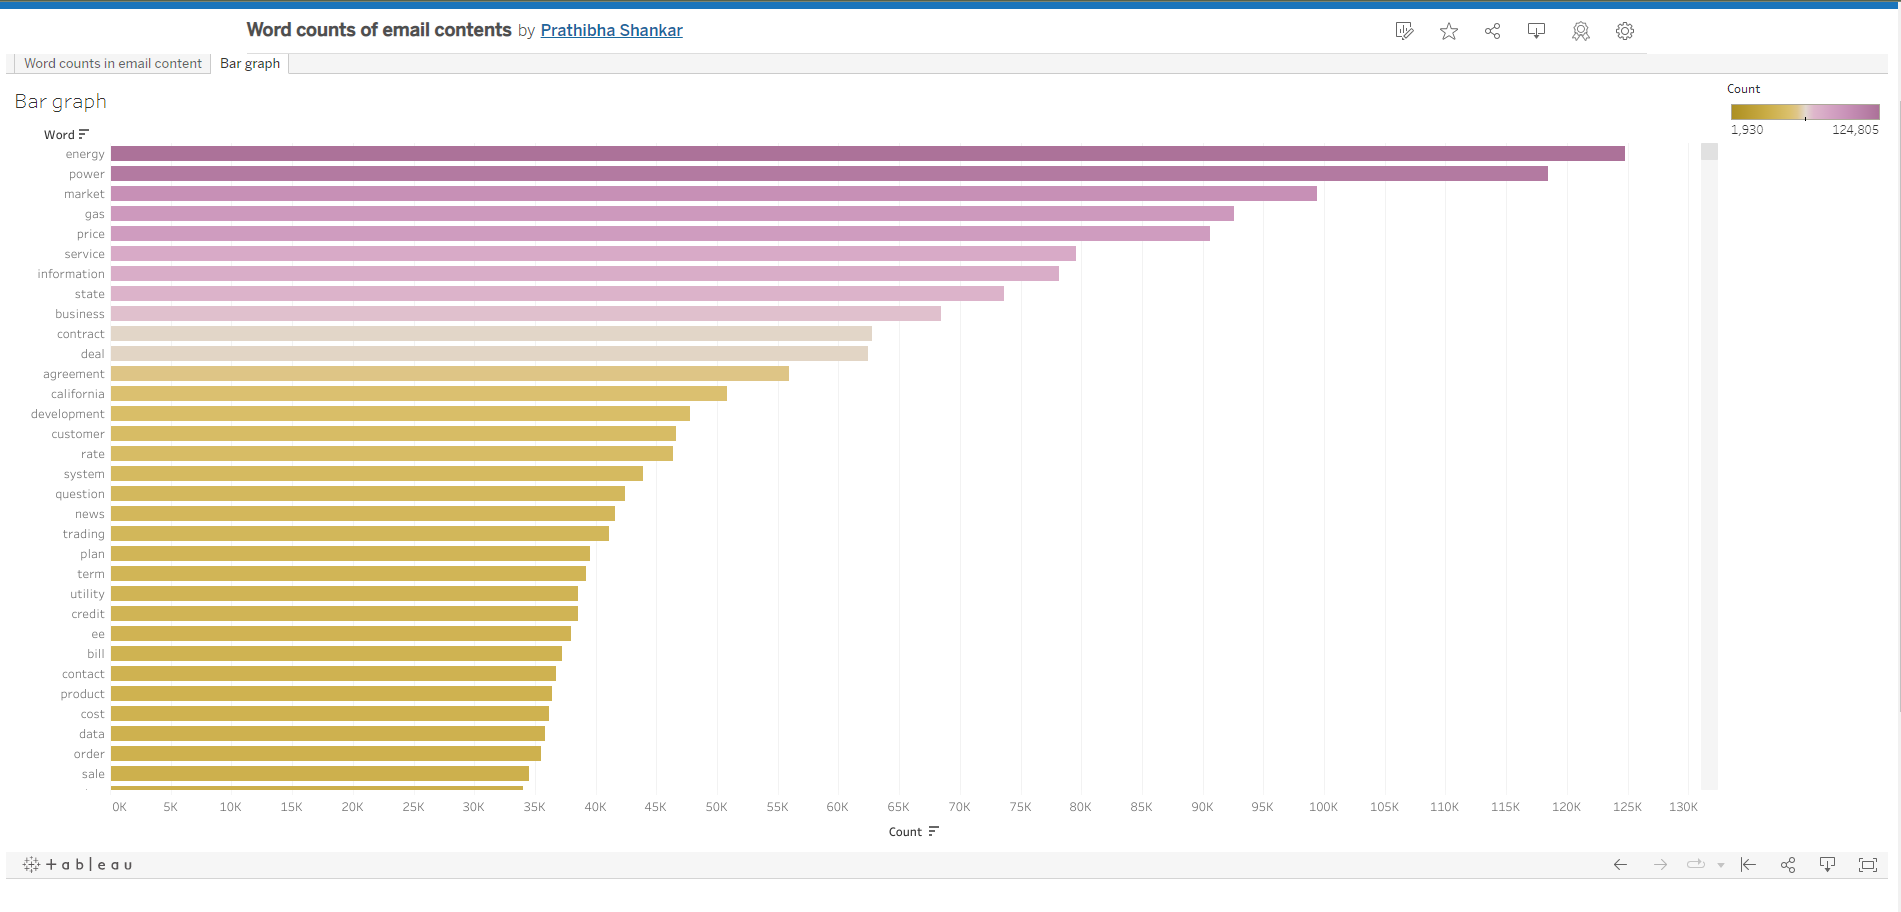 Word counts of email contents by Prathibha Shankar
Word counts in email content Bar graph
Bar graph
Count
1,930 124,805
Word
energy
power
market
gas
price
service
information
state
business
contract
deal
agreement
california
development
customer
rate
system
question
news
trading
plan
term
utility
credit
ee
bill
contact
product
cost
data
order
sale
0K 5K 10K 15K 20K 25K 30K 35K 40K 45K 50K 55K 60K 65K 70K 75K 80K 85K 90K 95K 100K 105K 110K 115K 120K 125K 130K
Count
+ableau